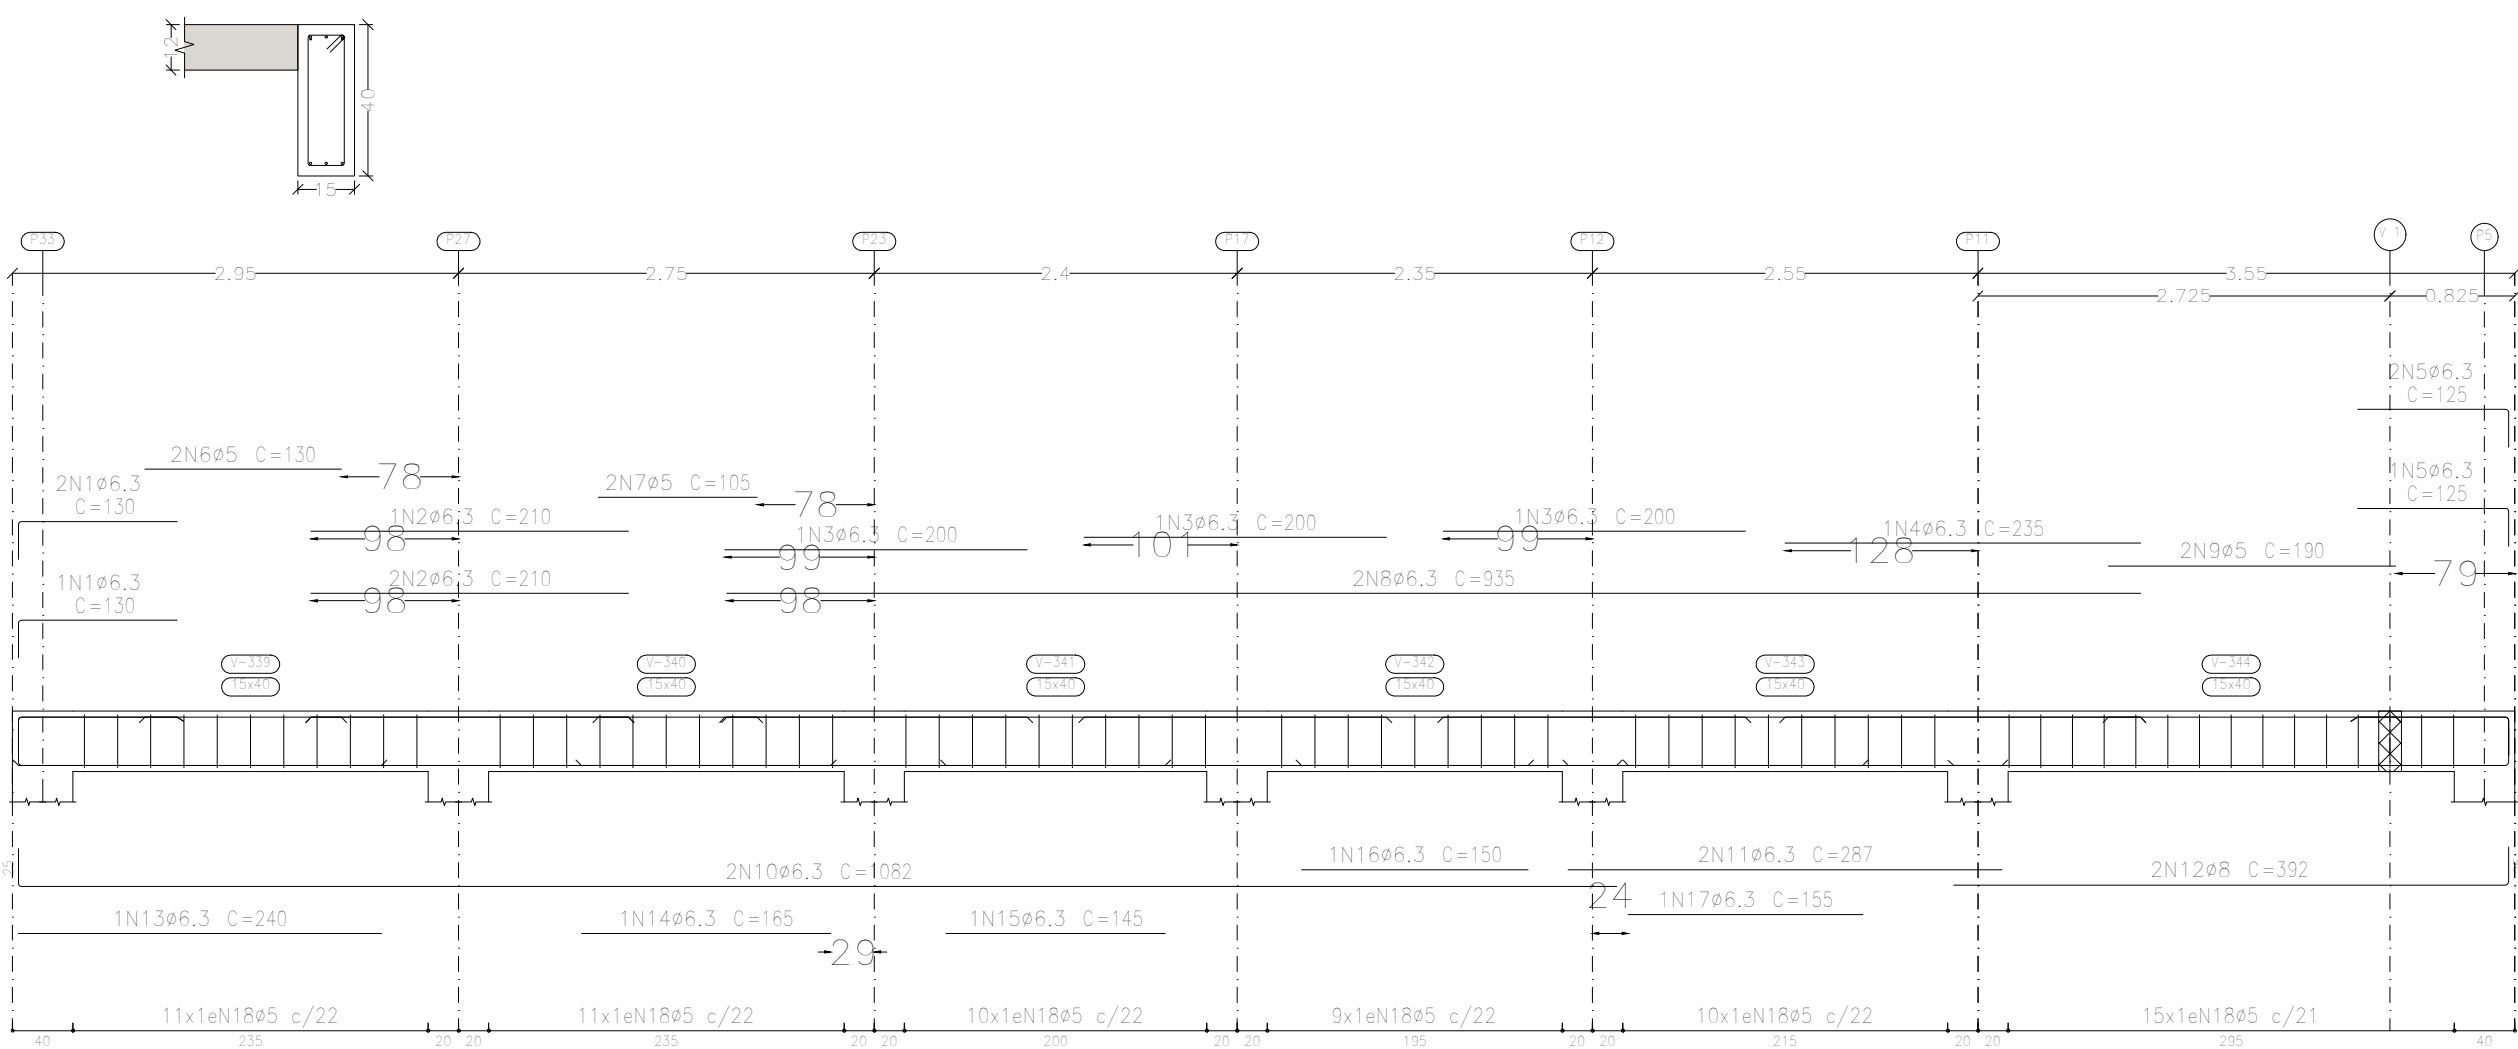 12
40
15
P33 P27 P23 P17 P12 P11 V 1 P5
2.95 2.75 2.4 2.35 2.55 3.55
2.725 0.825
2N5ø6.3
C=125
2N6ø5 C=130
78
2N1ø6.3
C=130
2N7ø5 C=105
78
1N5ø6.3
C=125
1N2ø6.3 C=210
98
1N3ø6.3 C=200
99
1N3ø6.3 C=200
101
1N3ø6.3 C=200
99
1N4ø6.3 C=235
128
2N9ø5 C=190
79
1N1ø6.3
C=130
2N2ø6.3 C=210
98
98
2N8ø6.3 C=935
V-339 V-340 V-341 V-342 V-343 V-344
15x40 15x40 15x40 15x40 15x40 15x40
25
2N10ø6.3 C=1082
1N16ø6.3 C=150
2N11ø6.3 C=287
2N12ø8 C=392
24
1N13ø6.3 C=240
1N14ø6.3 C=165
29
1N15ø6.3 C=145
1N17ø6.3 C=155
11x1eN18ø5 c/22 11x1eN18ø5 c/22 10x1eN18ø5 c/22 9x1eN18ø5 c/22 10x1eN18ø5 c/22 15x1eN18ø5 c/21
40 235 20 20 235 20 20 200 20 20 195 20 20 215 20 20 295 40